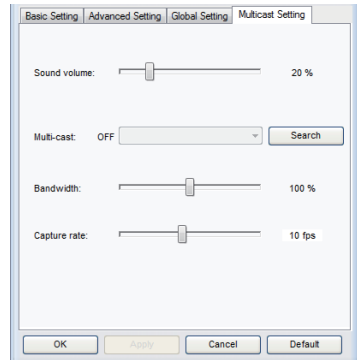 Basic Setting Advanced Setting Global Setting Multicast Setting
Sound volume: 20 %
Multi-cast: OFF Search
Bandwidth: 100 %
Capture rate: 10 fps
OK Apply Cancel Default